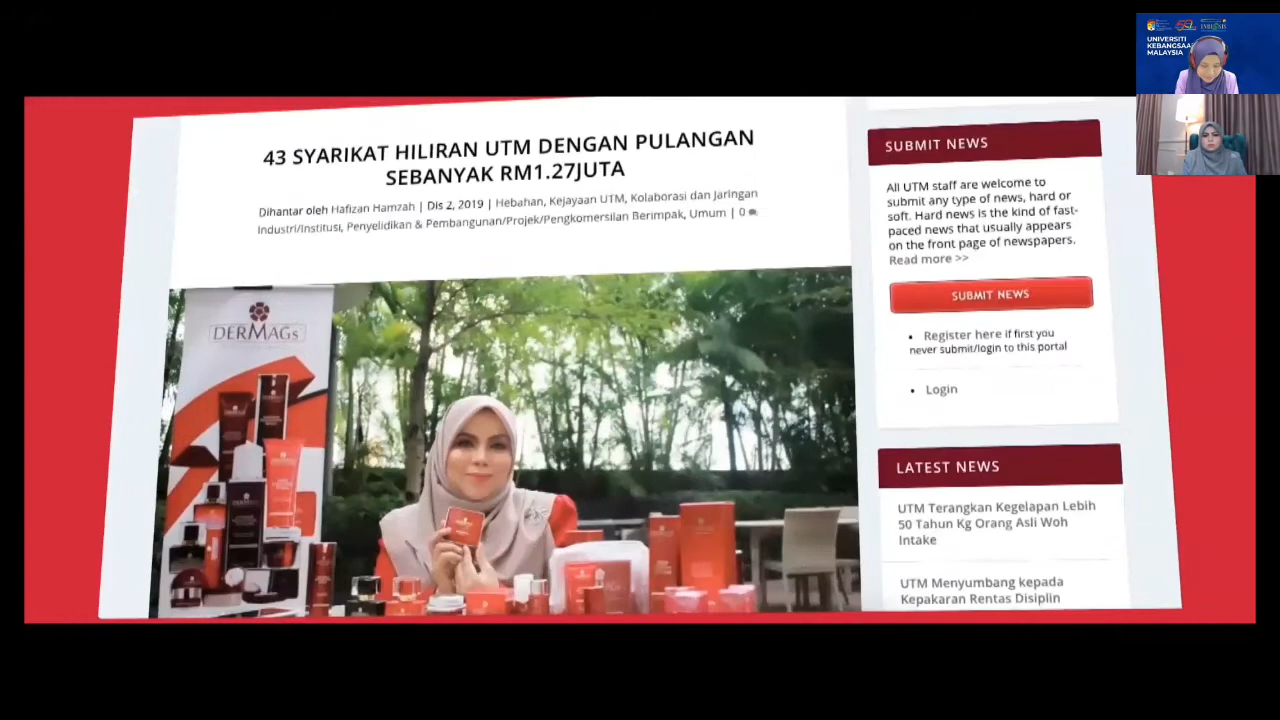 43 SYARIKAT HILIRAN UTM DENGAN PULANGAN
SEBANYAK RM1.27JUTA
Dihantar oleh Hafizan Hamzah | Dis 2, 2019 | Hebahan, Kejayaan UTM, Kolaborasi dan Jaringan
Industri/Institusi, Penyelidikan & Pembangunan/Projek/Pengkomersilan Berimpak, Umum | 0
DERMAGs
SUBMIT NEWS
All UTM staff are welcome to
submit any type of news, hard or
soft. Hard news is the kind of fast-
paced news that usually appears
on the front page of newspapers.
Read more >>
SUBMIT NEWS
• Register here if first you
never submit/login to this portal
• Login
LATEST NEWS
UTM Terangkan Kegelapan Lebih
50 Tahun Kg Orang Asli Woh
Intake
UTM Menyumbang kepada
Kepakaran Rentas Disiplin
UNIVERSITI
MALAYSIA